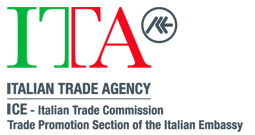 ITA
ITALIAN TRADE AGENCY
ICE - Italian Trade Commission
Trade Promotion Section of the Italian Embassy